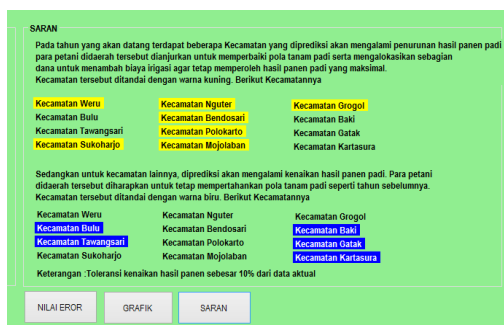 SARAN
Pada tahun yang akan datang terdapat beberapa Kecamatan yang diprediksi akan mengalami penurunan hasil panen padi
para petani didaerah tersebut dianjurkan untuk memperbaiki pola tanam padi serta mengalokasikan sebagian
dana untuk menambah biaya irigasi agar tetap memperoleh hasil panen padi yang maksimal.
Kecamatan tersebut ditandai dengan warna kuning. Berikut Kecamatannya
Kecamatan Weru Kecamatan Nguter Kecamatan Grogol
Kecamatan Bulu Kecamatan Bendosari Kecamatan Baki
Kecamatan Tawangsari Kecamatan Polokarto Kecamatan Gatak
Kecamatan Sukoharjo Kecamatan Mojolaban Kecamatan Kartasura
Sedangkan untuk kecamatan lainnya, diprediksi akan mengalami kenaikan hasil panen padi. Para petani
didaerah tersebut diharapkan untuk tetap mempertahankan pola tanam padi seperti tahun sebelumnya.
Kecamatan tersebut ditandai dengan warna biru. Berikut Kecamatannya
Kecamatan Weru Kecamatan Nguter Kecamatan Grogol
Kecamatan Bulu Kecamatan Bendosari Kecamatan Baki
Kecamatan Tawangsari Kecamatan Polokarto Kecamatan Gatak
Kecamatan Sukoharjo Kecamatan Mojolaban Kecamatan Kartasura
Keterangan :Toleransi kenaikan hasil panen sebesar 10% dari data aktual
NILAI EROR GRAFIK SARAN